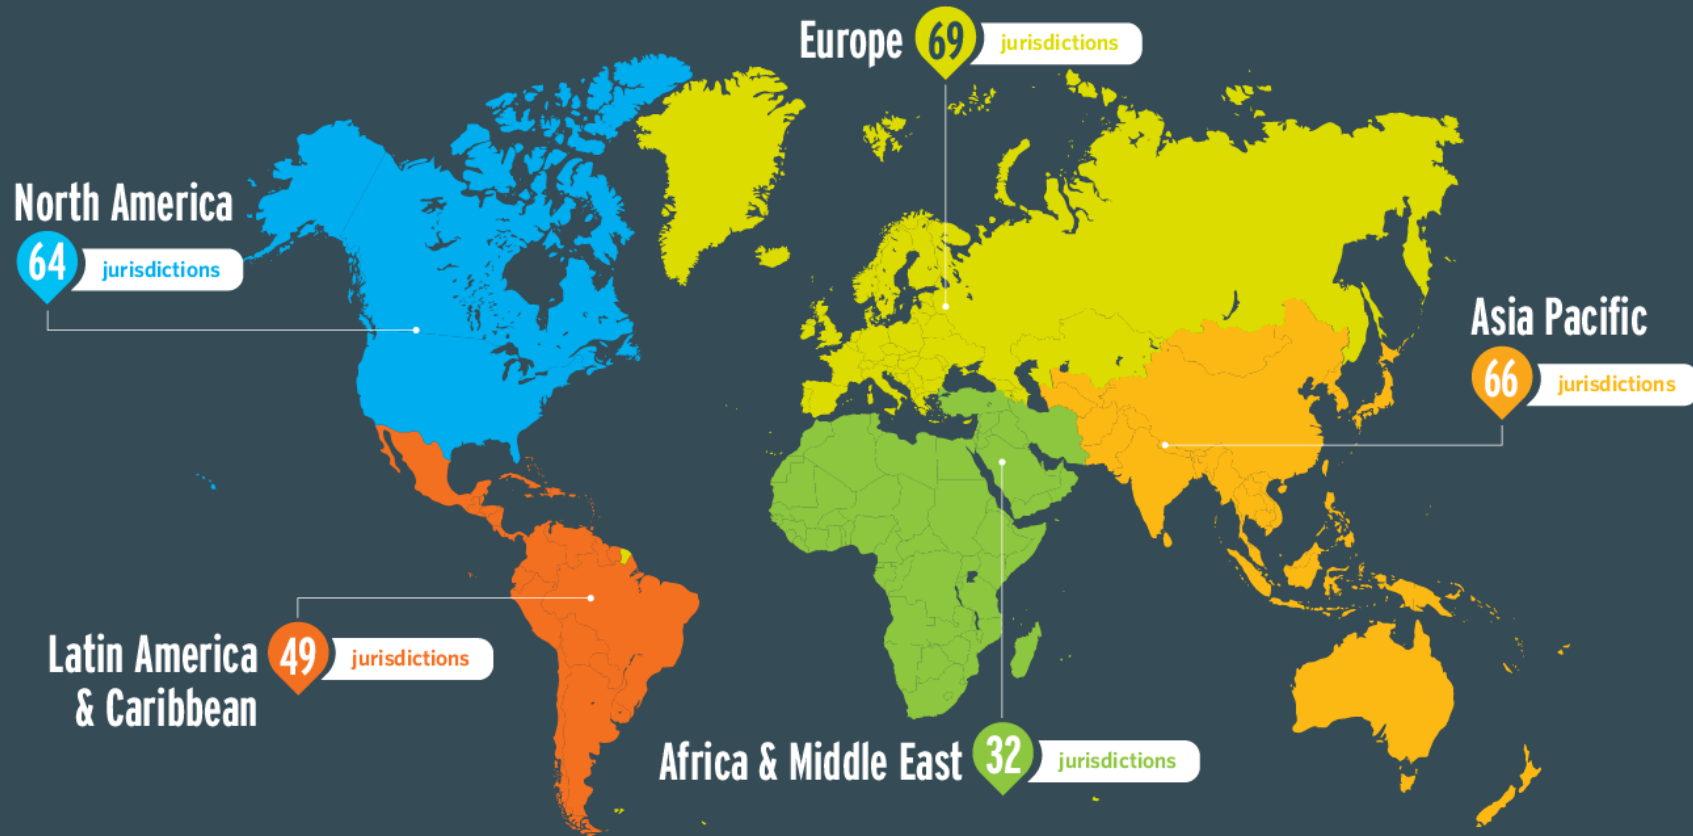 Europe 69 jurisdictions
North America
64 jurisdictions
Asia Pacific
66 jurisdictions
Latin America
& Caribbean
49 jurisdictions
Africa & Middle East 32 jurisdictions